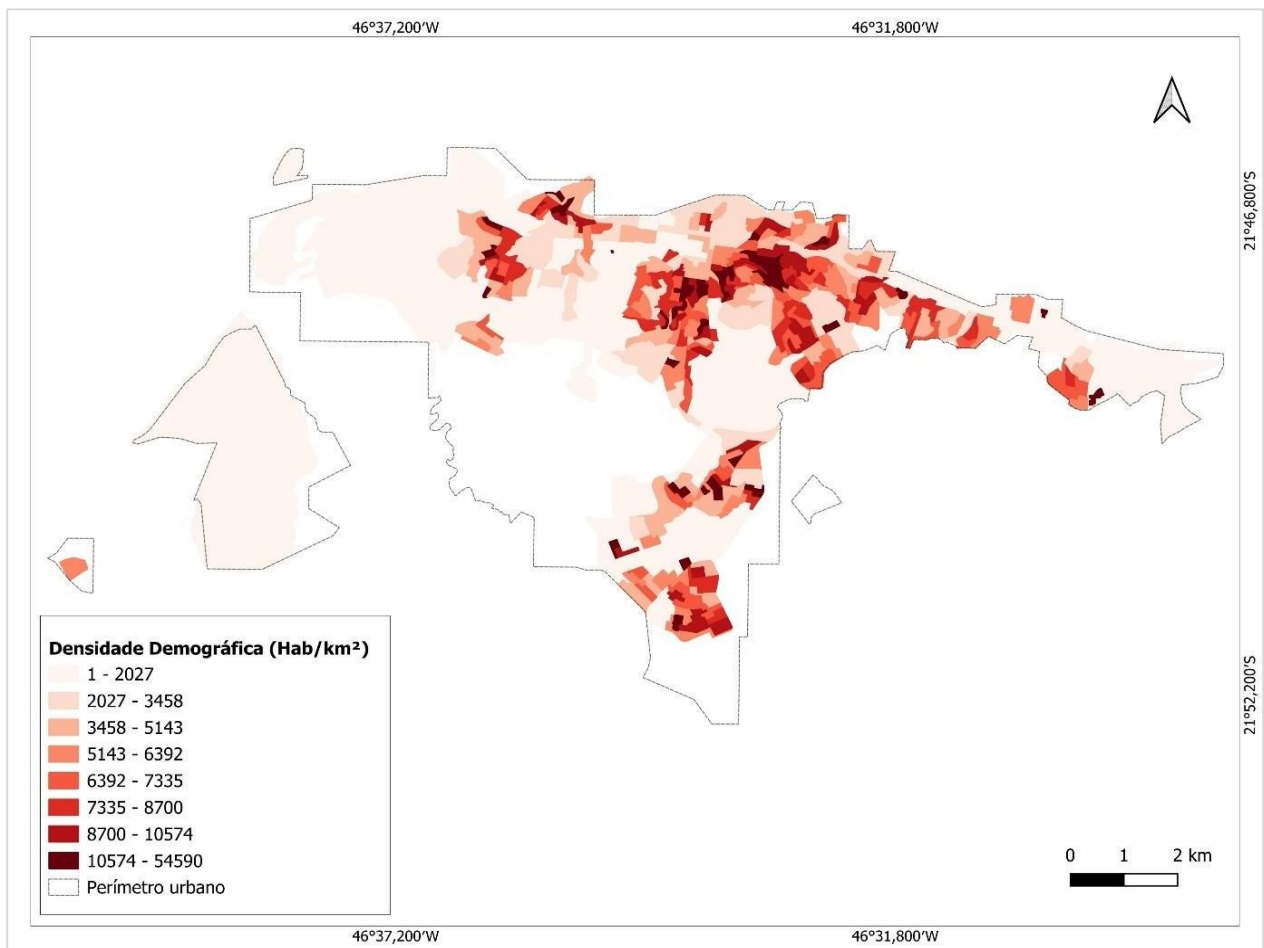 46°37,200'W 46°31,800'W
21°46,800'S
21°52,200'S
Densidade Demográfica (Hab/km²)
1 - 2027
2027 - 3458
3458 - 5143
5143 - 6392
6392 - 7335
7335 - 8700
8700 - 10574
10574 - 54590
Perímetro urbano
0 1 2 km
46°37,200'W 46°31,800'W